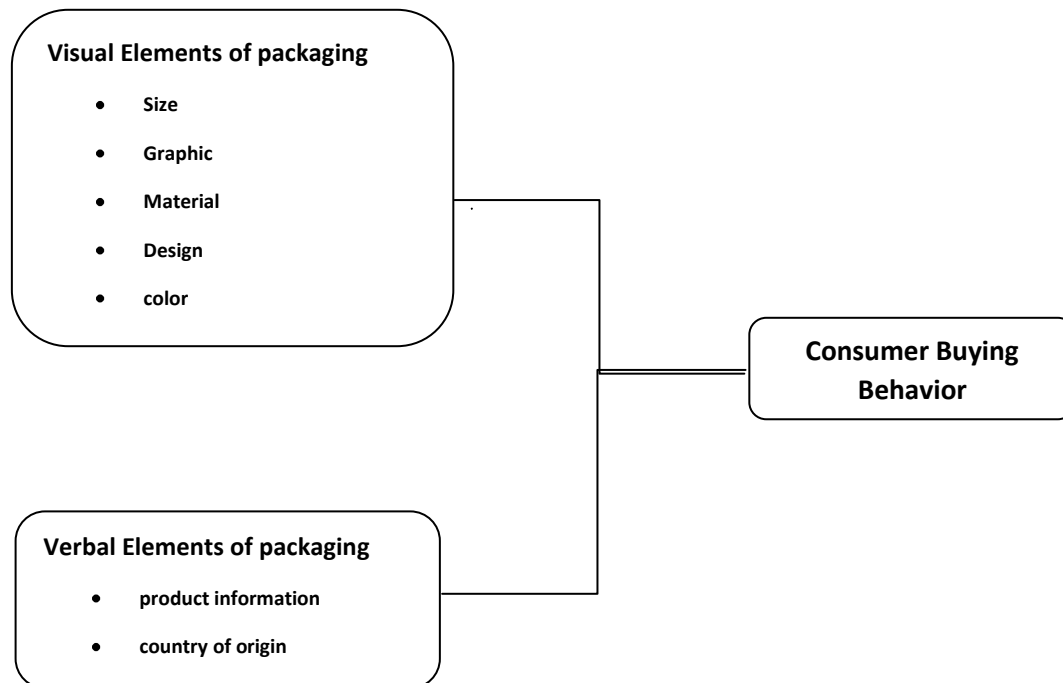 Visual Elements of packaging
• Size
• Graphic
• Material
• Design
• color
Consumer Buying
Behavior
Verbal Elements of packaging
• product information
• country of origin